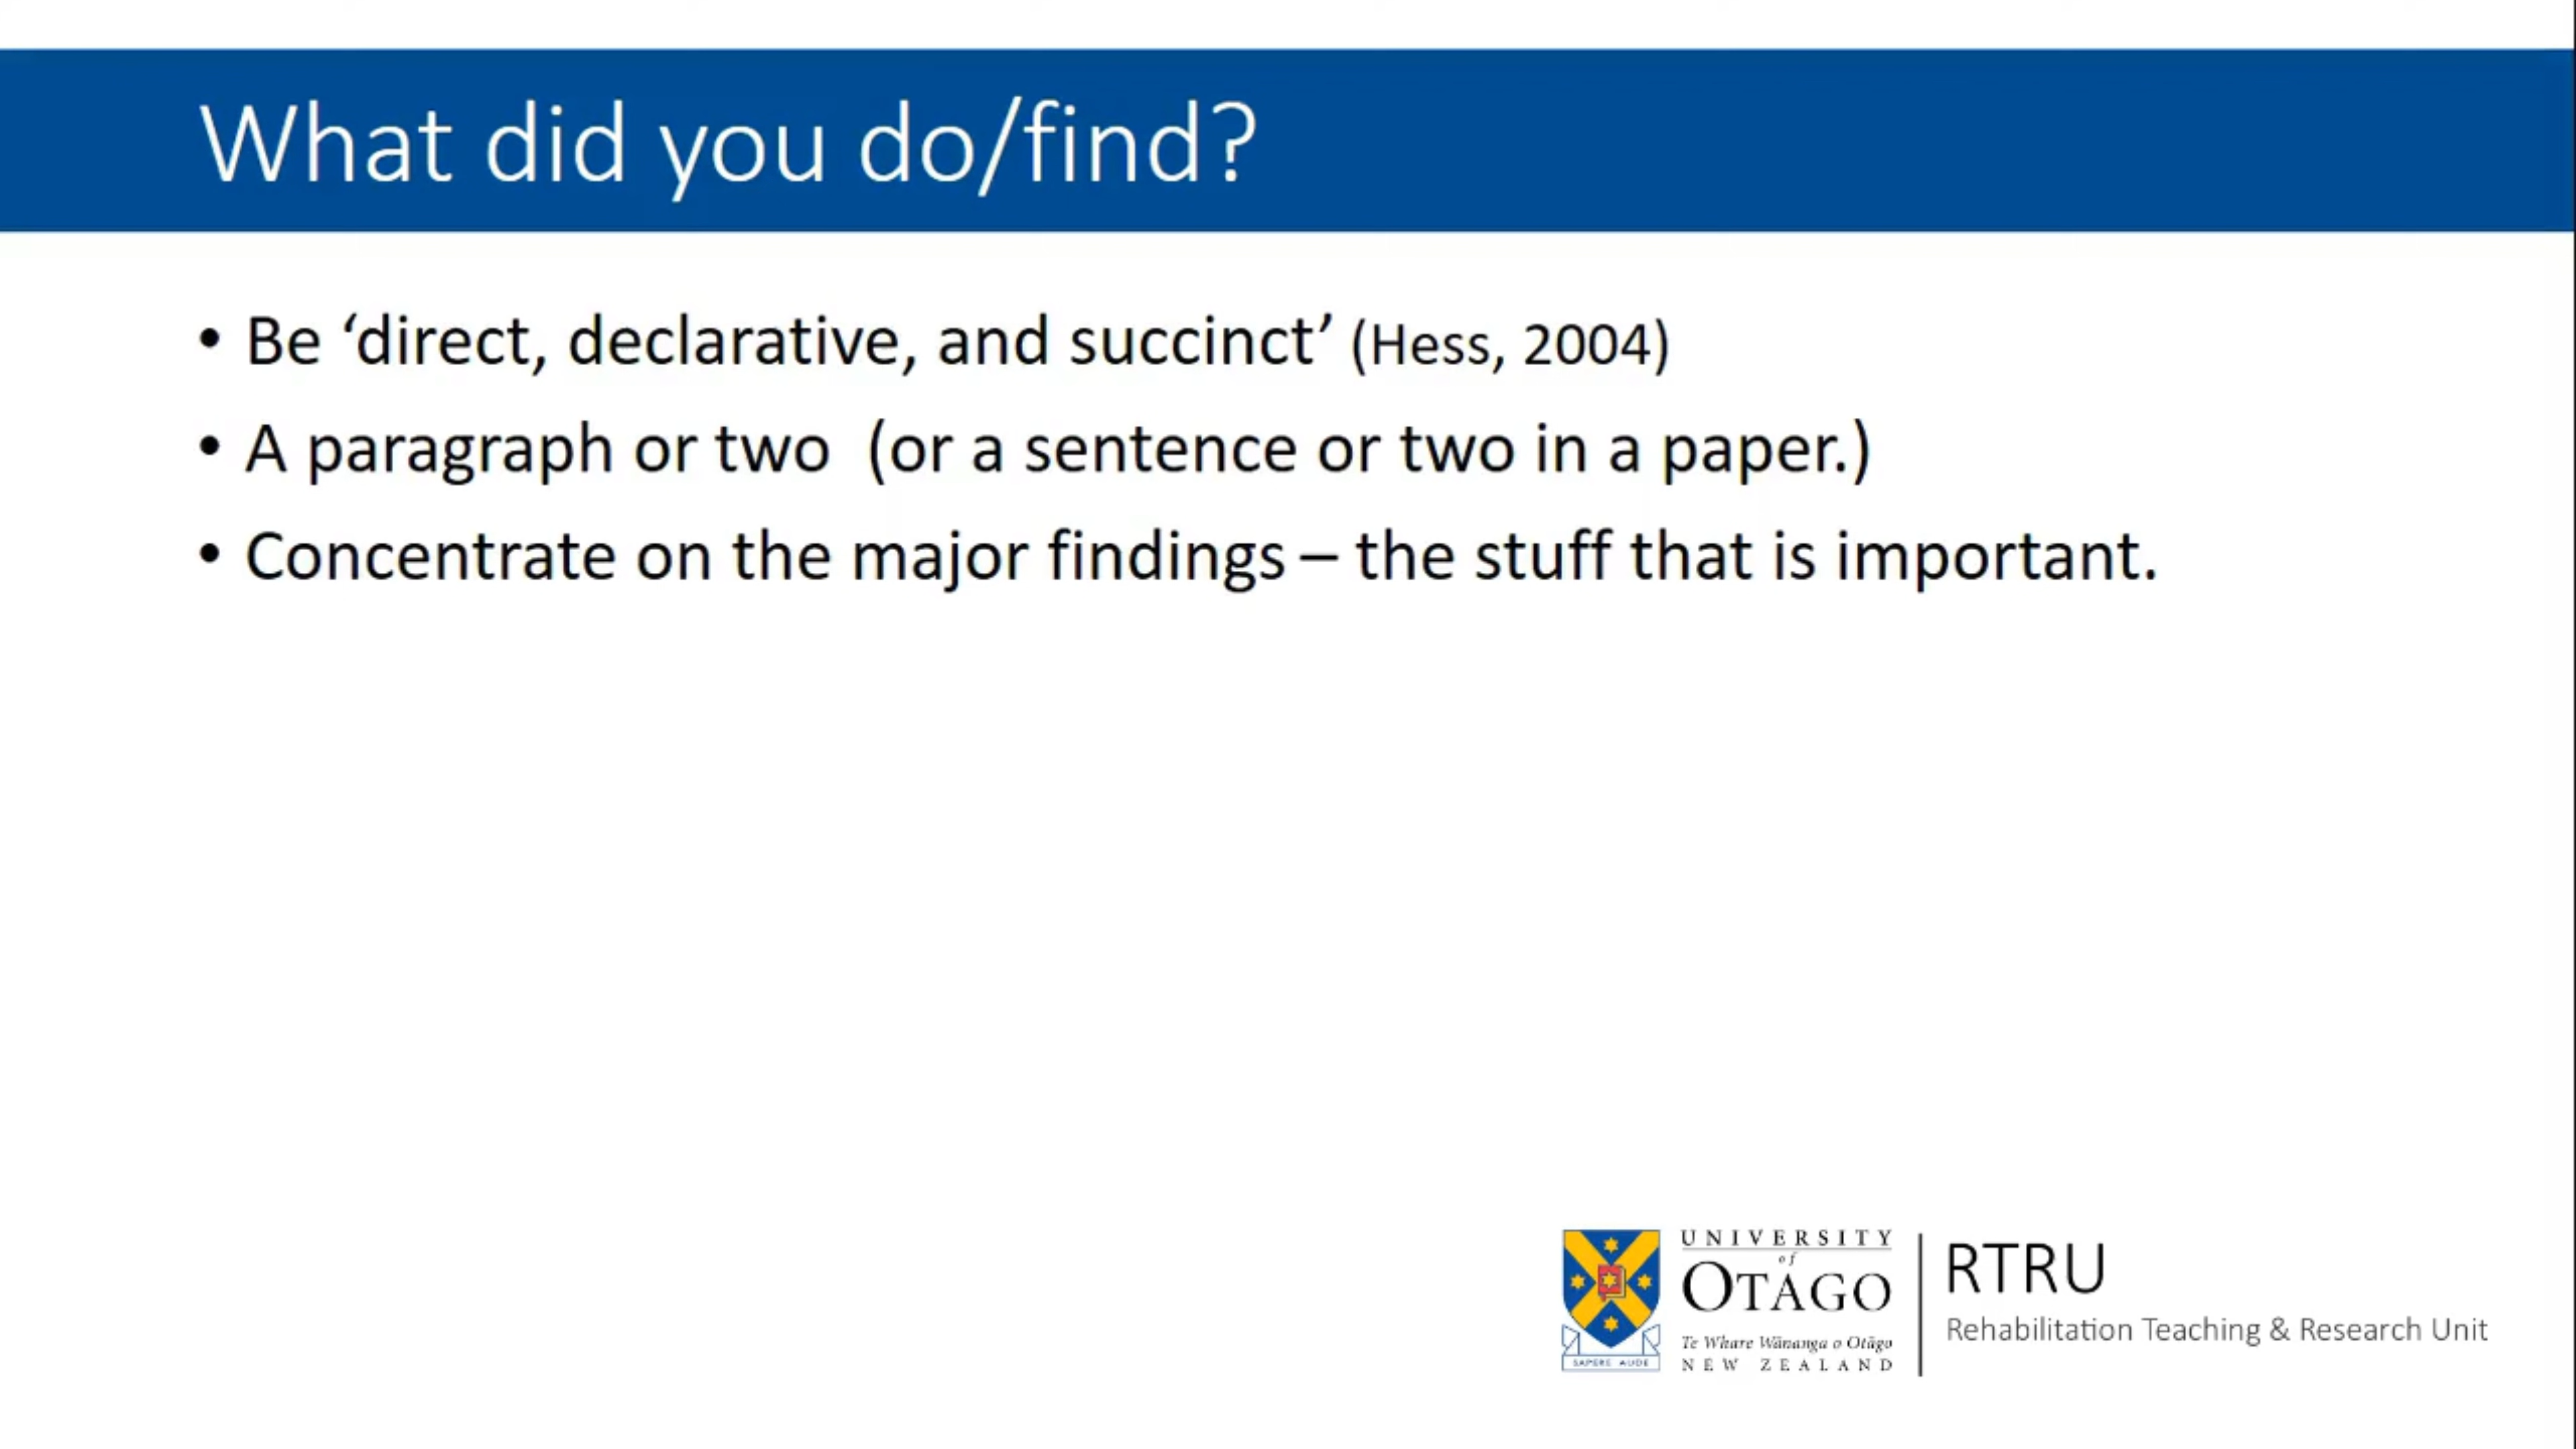 What did you do/find?
• Be ‘direct, declarative, and succinct’ (Hess, 2004)
• A paragraph or two  (or a sentence or two in a paper.)
• Concentrate on the major findings – the stuff that is important.
UNIVERSITY
of
OTAGO
Te Whare Wānanga o Otāgo
NEW ZEALAND
SAPERE AUDE
RTRU
Rehabilitation Teaching & Research Unit